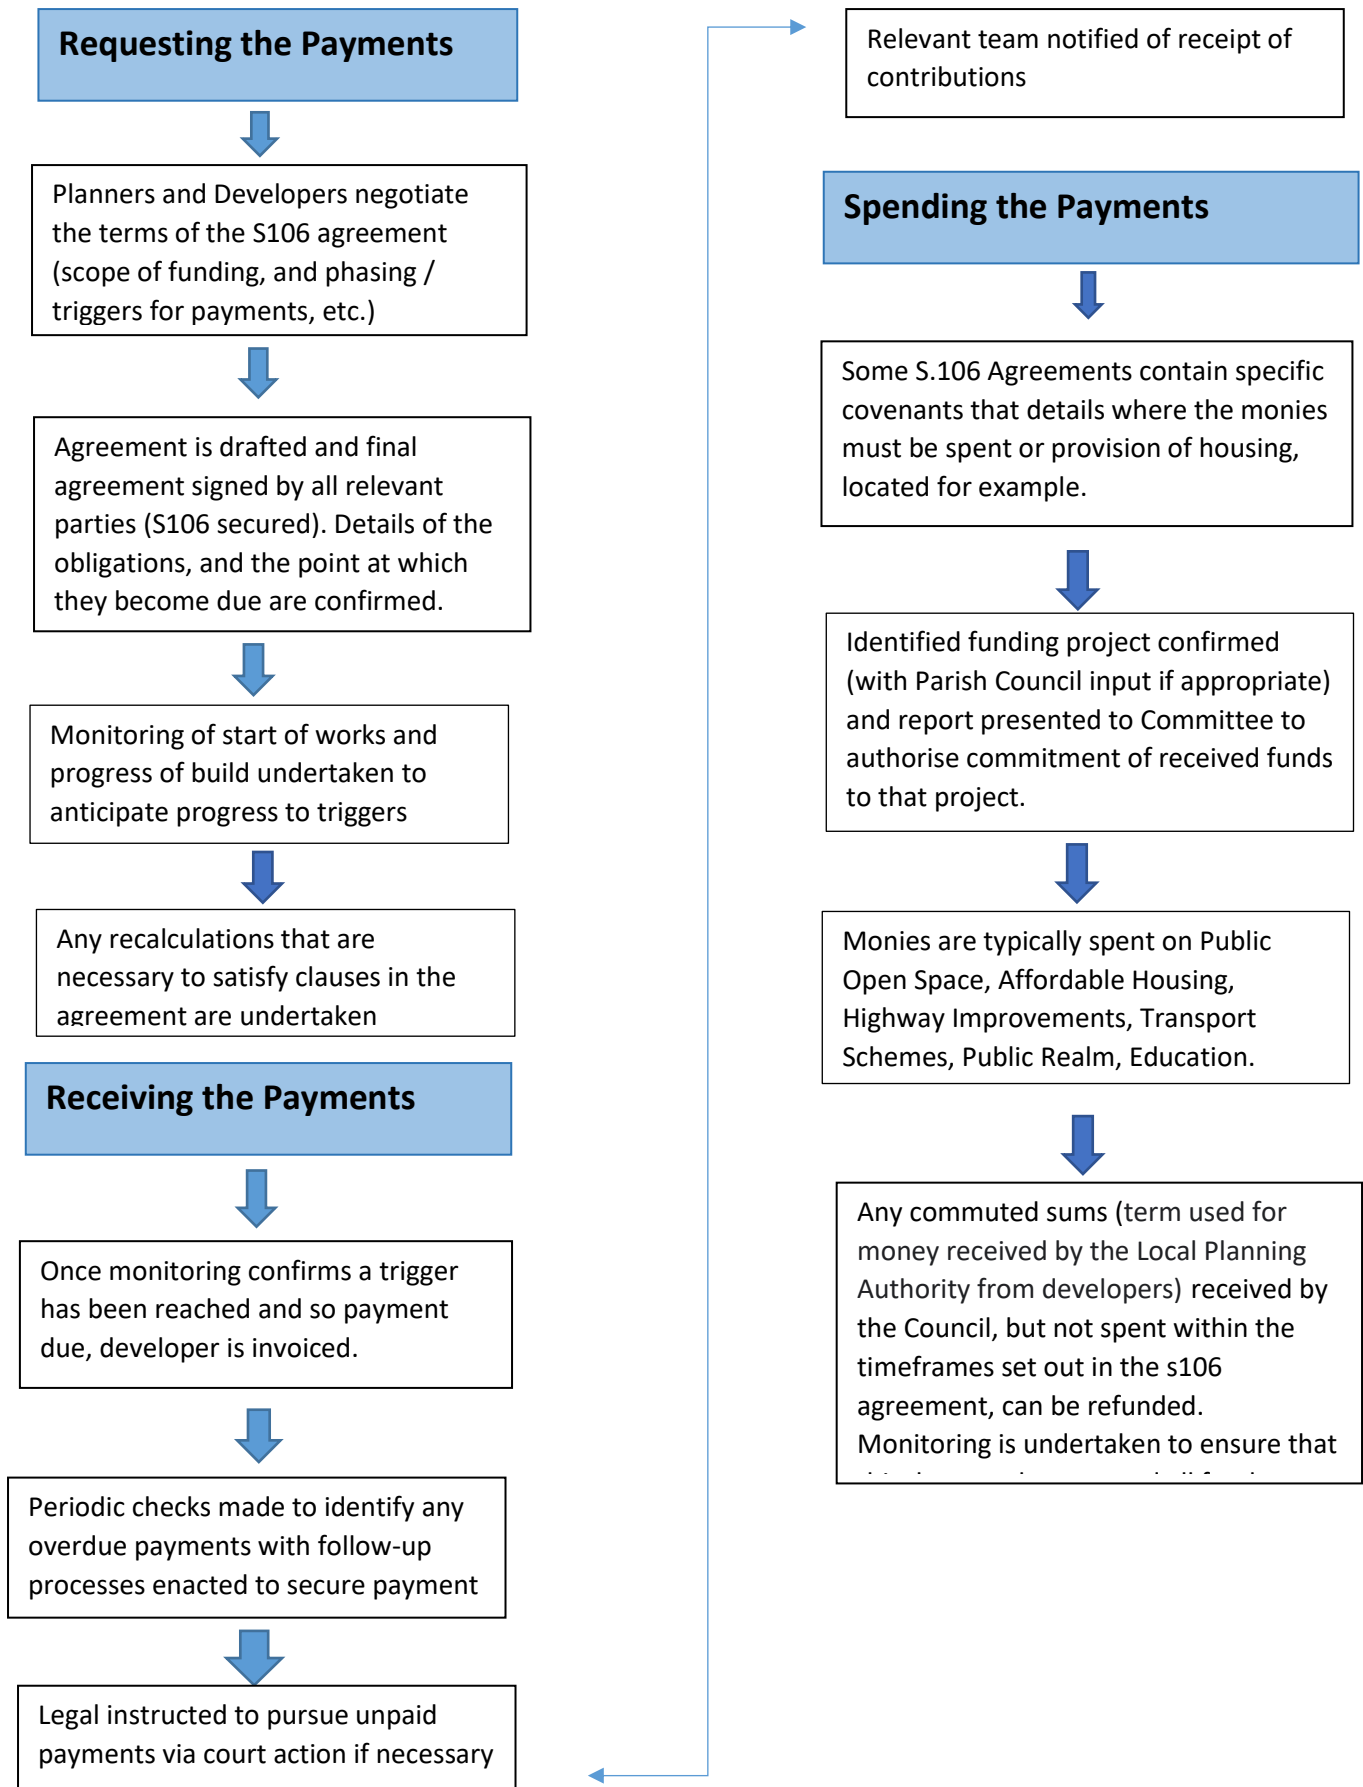 Requesting the Payments
Planners and Developers negotiate
the terms of the S106 agreement
(scope of funding, and phasing /
triggers for payments, etc.)
Agreement is drafted and final
agreement signed by all relevant
parties (S106 secured). Details of the
obligations, and the point at which
they become due are confirmed.
Monitoring of start of works and
progress of build undertaken to
anticipate progress to triggers
Any recalculations that are
necessary to satisfy clauses in the
agreement are undertaken
Receiving the Payments
Once monitoring confirms a trigger
has been reached and so payment
due, developer is invoiced.
Periodic checks made to identify any
overdue payments with follow-up
processes enacted to secure payment
Legal instructed to pursue unpaid
payments via court action if necessary
Relevant team notified of receipt of
contributions
Spending the Payments
Some S.106 Agreements contain specific
covenants that details where the monies
must be spent or provision of housing,
located for example.
Identified funding project confirmed
(with Parish Council input if appropriate)
and report presented to Committee to
authorise commitment of received funds
to that project.
Monies are typically spent on Public
Open Space, Affordable Housing,
Highway Improvements, Transport
Schemes, Public Realm, Education.
Any commuted sums (term used for
money received by the Local Planning
Authority from developers) received by
the Council, but not spent within the
timeframes set out in the s106
agreement, can be refunded.
Monitoring is undertaken to ensure that